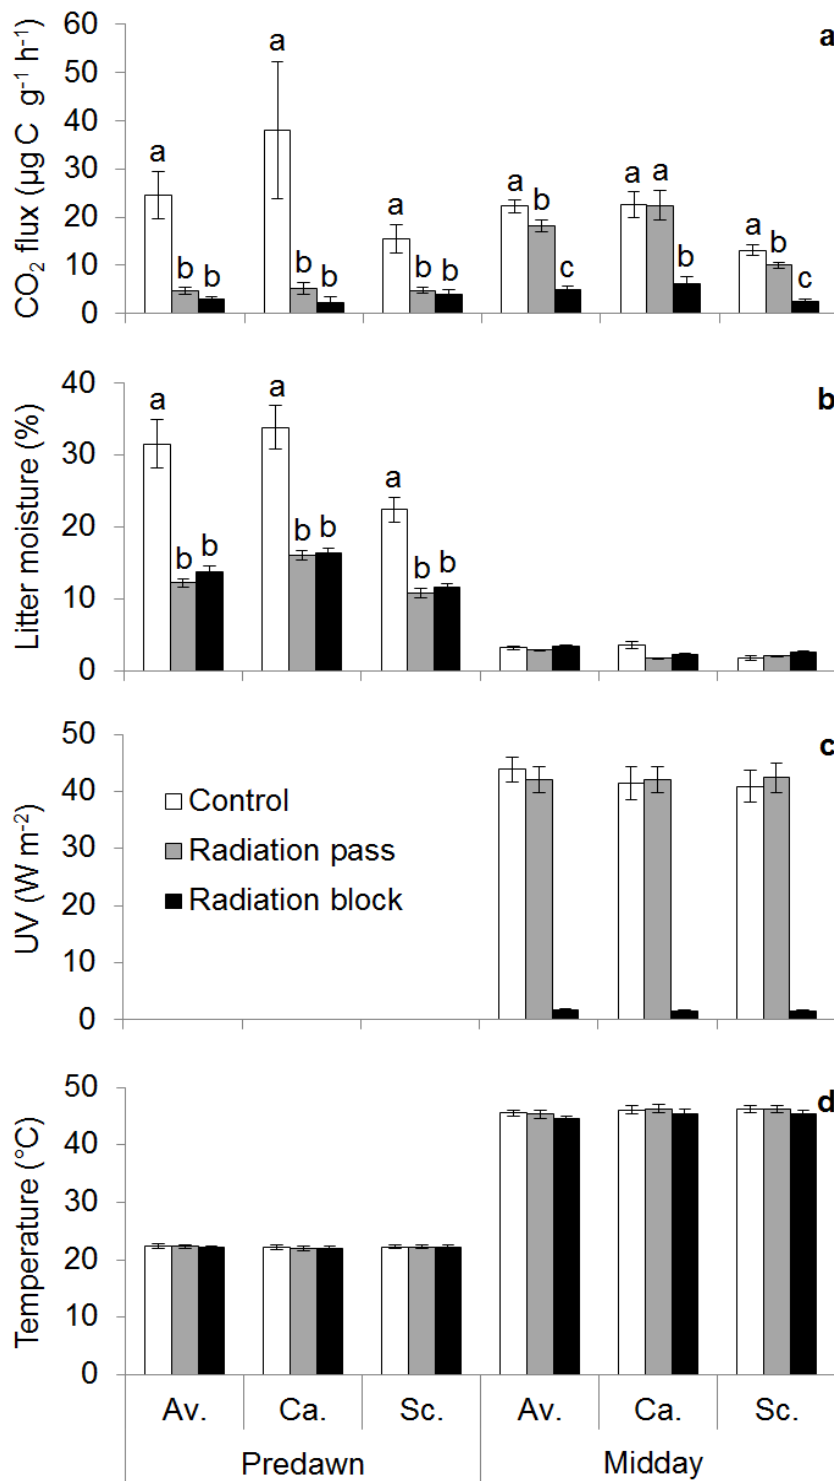 a
CO₂ flux (µg C g⁻¹ h⁻¹)
60
50
40
30
20
10
0
a b b
a b b
a b b
a b c
a a b
a b c
b
Litter moisture (%)
40
30
20
10
0
a b b
a b b
a b b
c
UV (W m⁻²)
50
40
30
20
10
0
Control
Radiation pass
Radiation block
d
Temperature (°C)
50
40
30
20
10
0
Av. Ca. Sc. Av. Ca. Sc.
Predawn Midday